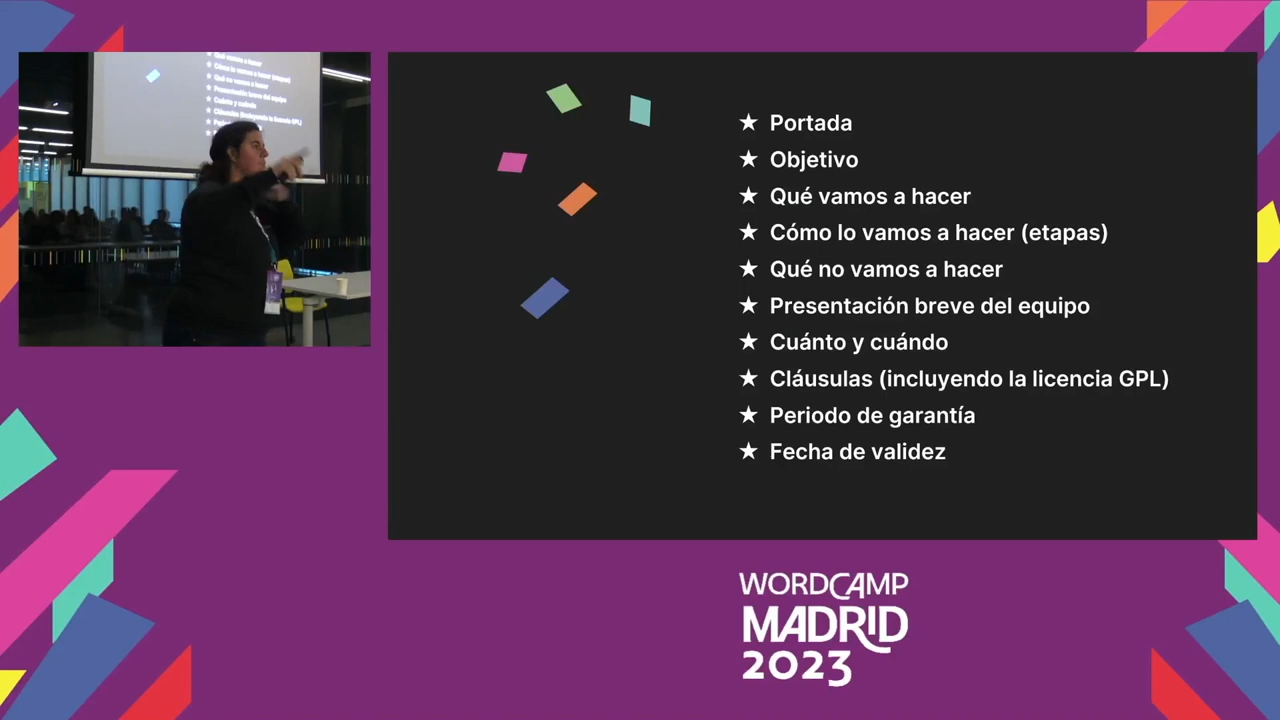 ★ Portada
★ Objetivo
★ Qué vamos a hacer
★ Cómo lo vamos a hacer (etapas)
★ Qué no vamos a hacer
★ Presentación breve del equipo
★ Cuánto y cuándo
★ Cláusulas (incluyendo la licencia GPL)
★ Periodo de garantía
★ Fecha de validez
WORDCAMP
MADRID
2023